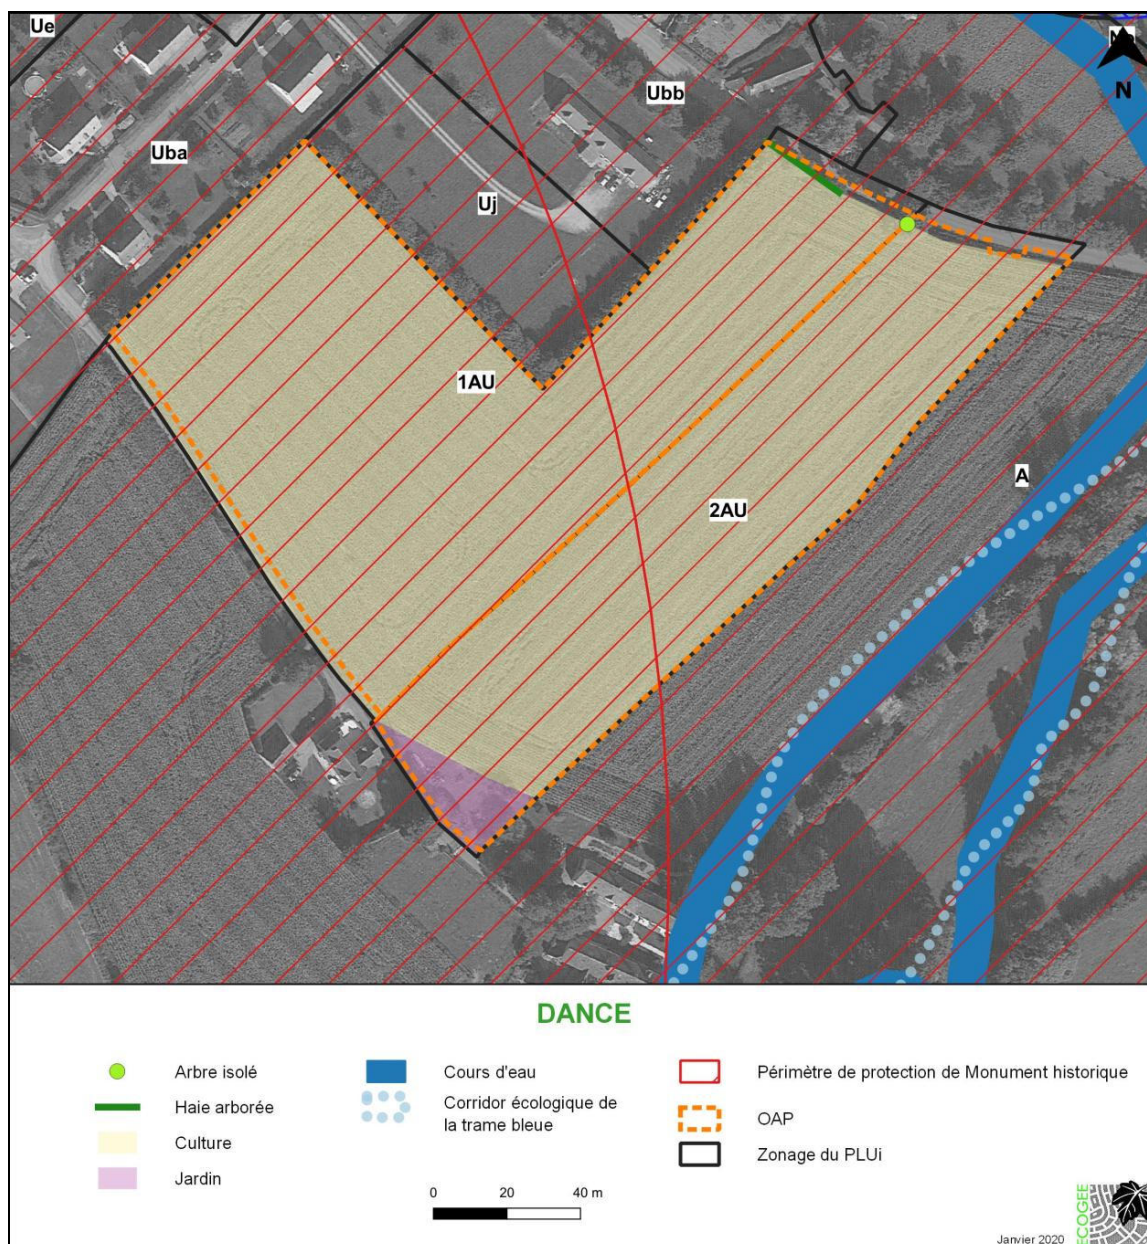 Ue
N
Ubb
Uba
Uj
1AU
A
2AU
DANCE
Arbre isolé
Haie arborée
Culture
Jardin
Cours d'eau
Corridor écologique de
la trame bleue
0 20 40 m
Périmètre de protection de Monument historique
OAP
Zonage du PLUi
Janvier 2020
ECOGEE